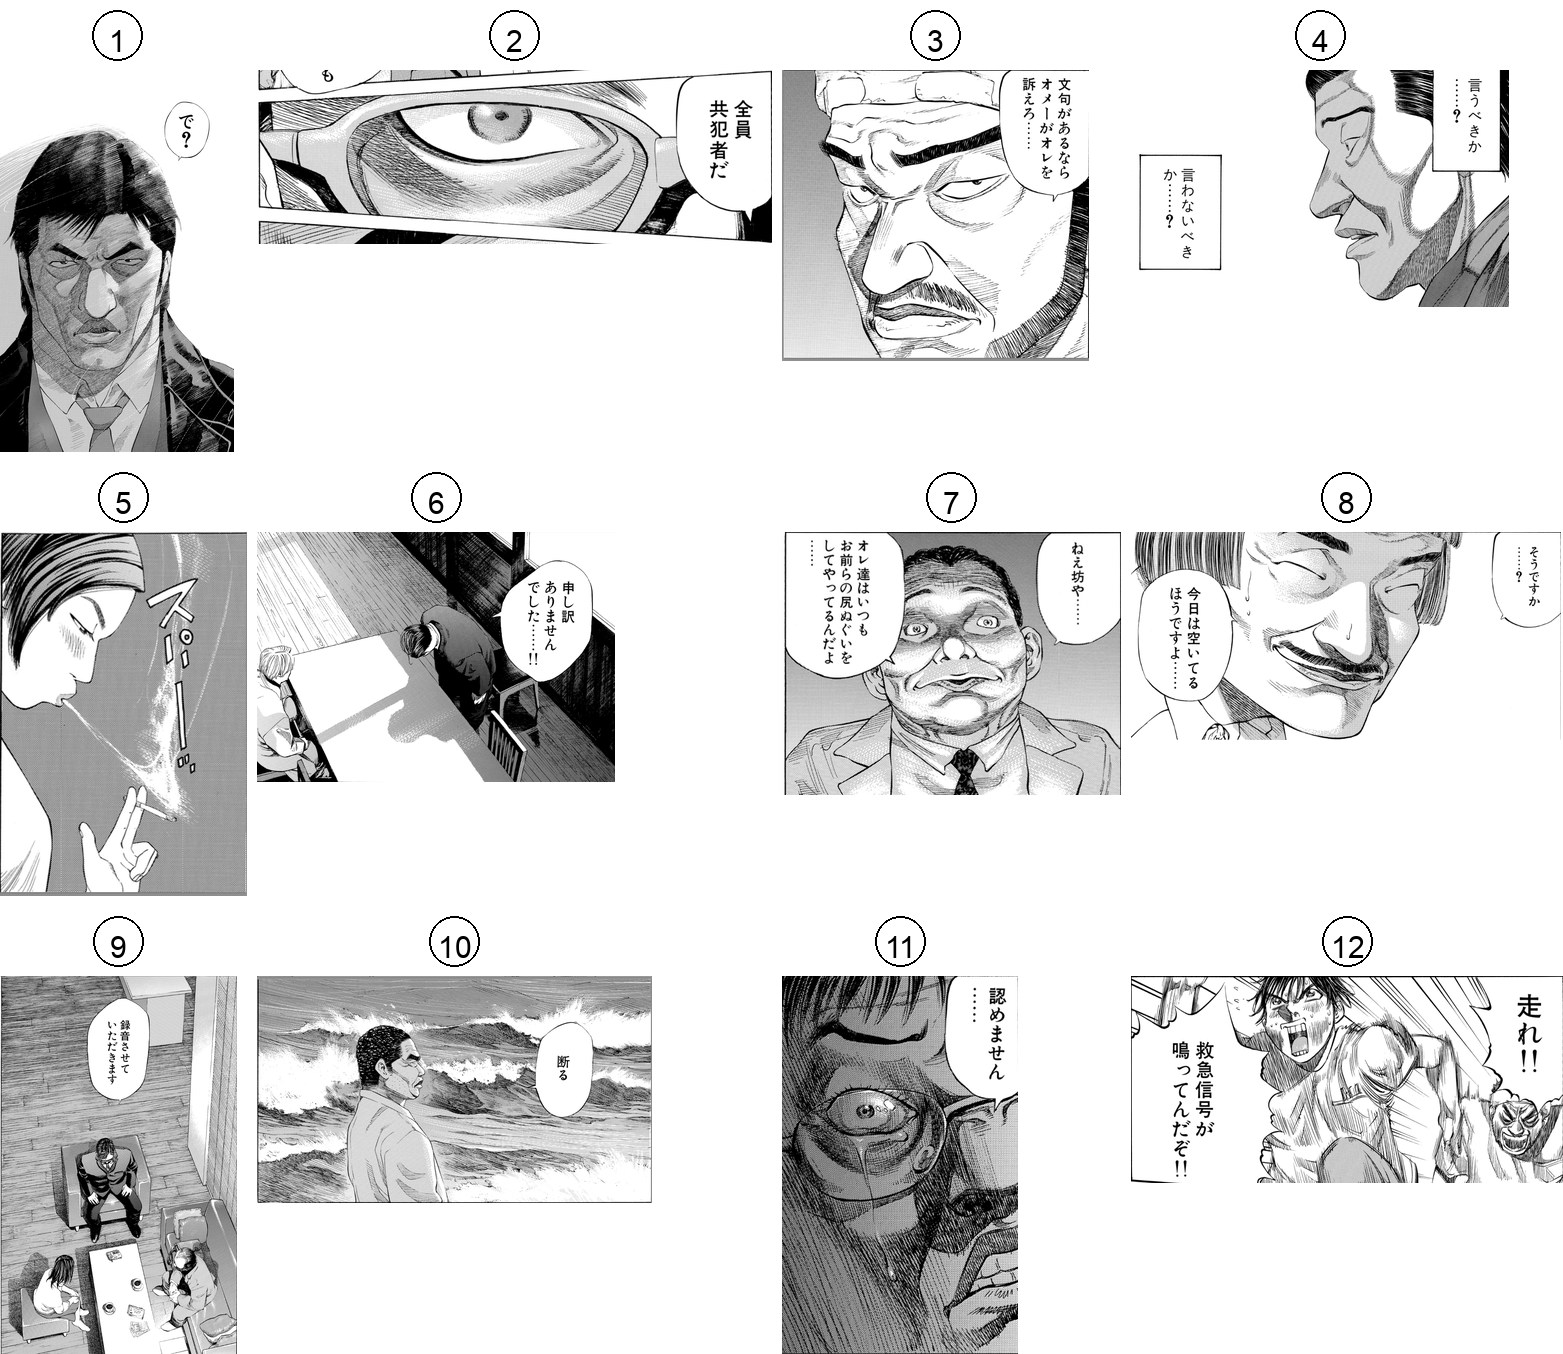 1
で?
2
も
全員
共犯者だ
3
文句があるなら
オメーがオレを
訴えろ……
4
言うべきか
……?
言わないべき
か……?
5
スパー
6
申し訳
ありません
でした……!!
7
ねえ坊や……
オレ達はいつも
お前らの尻ぬぐいを
してやってるんだよ
……
8
そうですか
……?
今日は空いてる
ほうですよ……
9
録音させて
いただきます
10
断る
11
認めません
……
12
走れ!!
救急信号が
鳴ってんだぞ!!